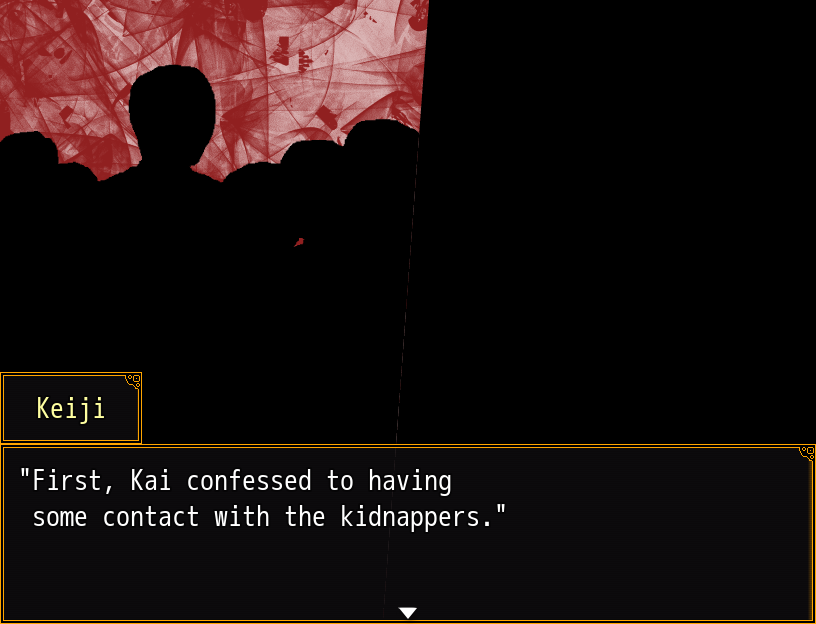 Keiji
"First, Kai confessed to having
some contact with the kidnappers."